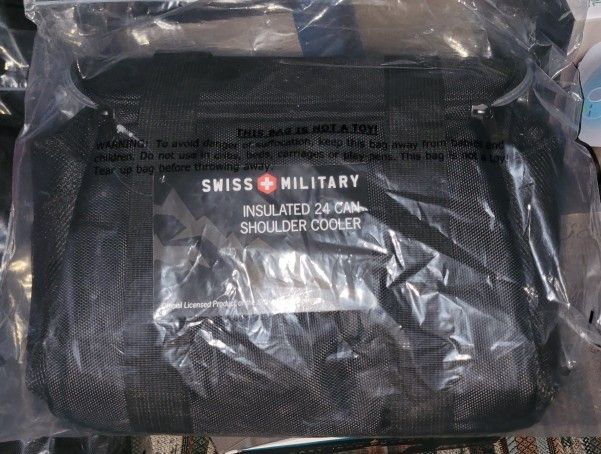 THIS BAG IS NOT A TOY!
WARNING: To avoid danger of suffocation, keep this bag away from babies and
children. Do not use in cribs, beds, carriages or play pens. This bag is not a toy!
Tear up bag before throwing away.
SWISS MILITARY
INSULATED 24 CAN
SHOULDER COOLER
Licensed Product